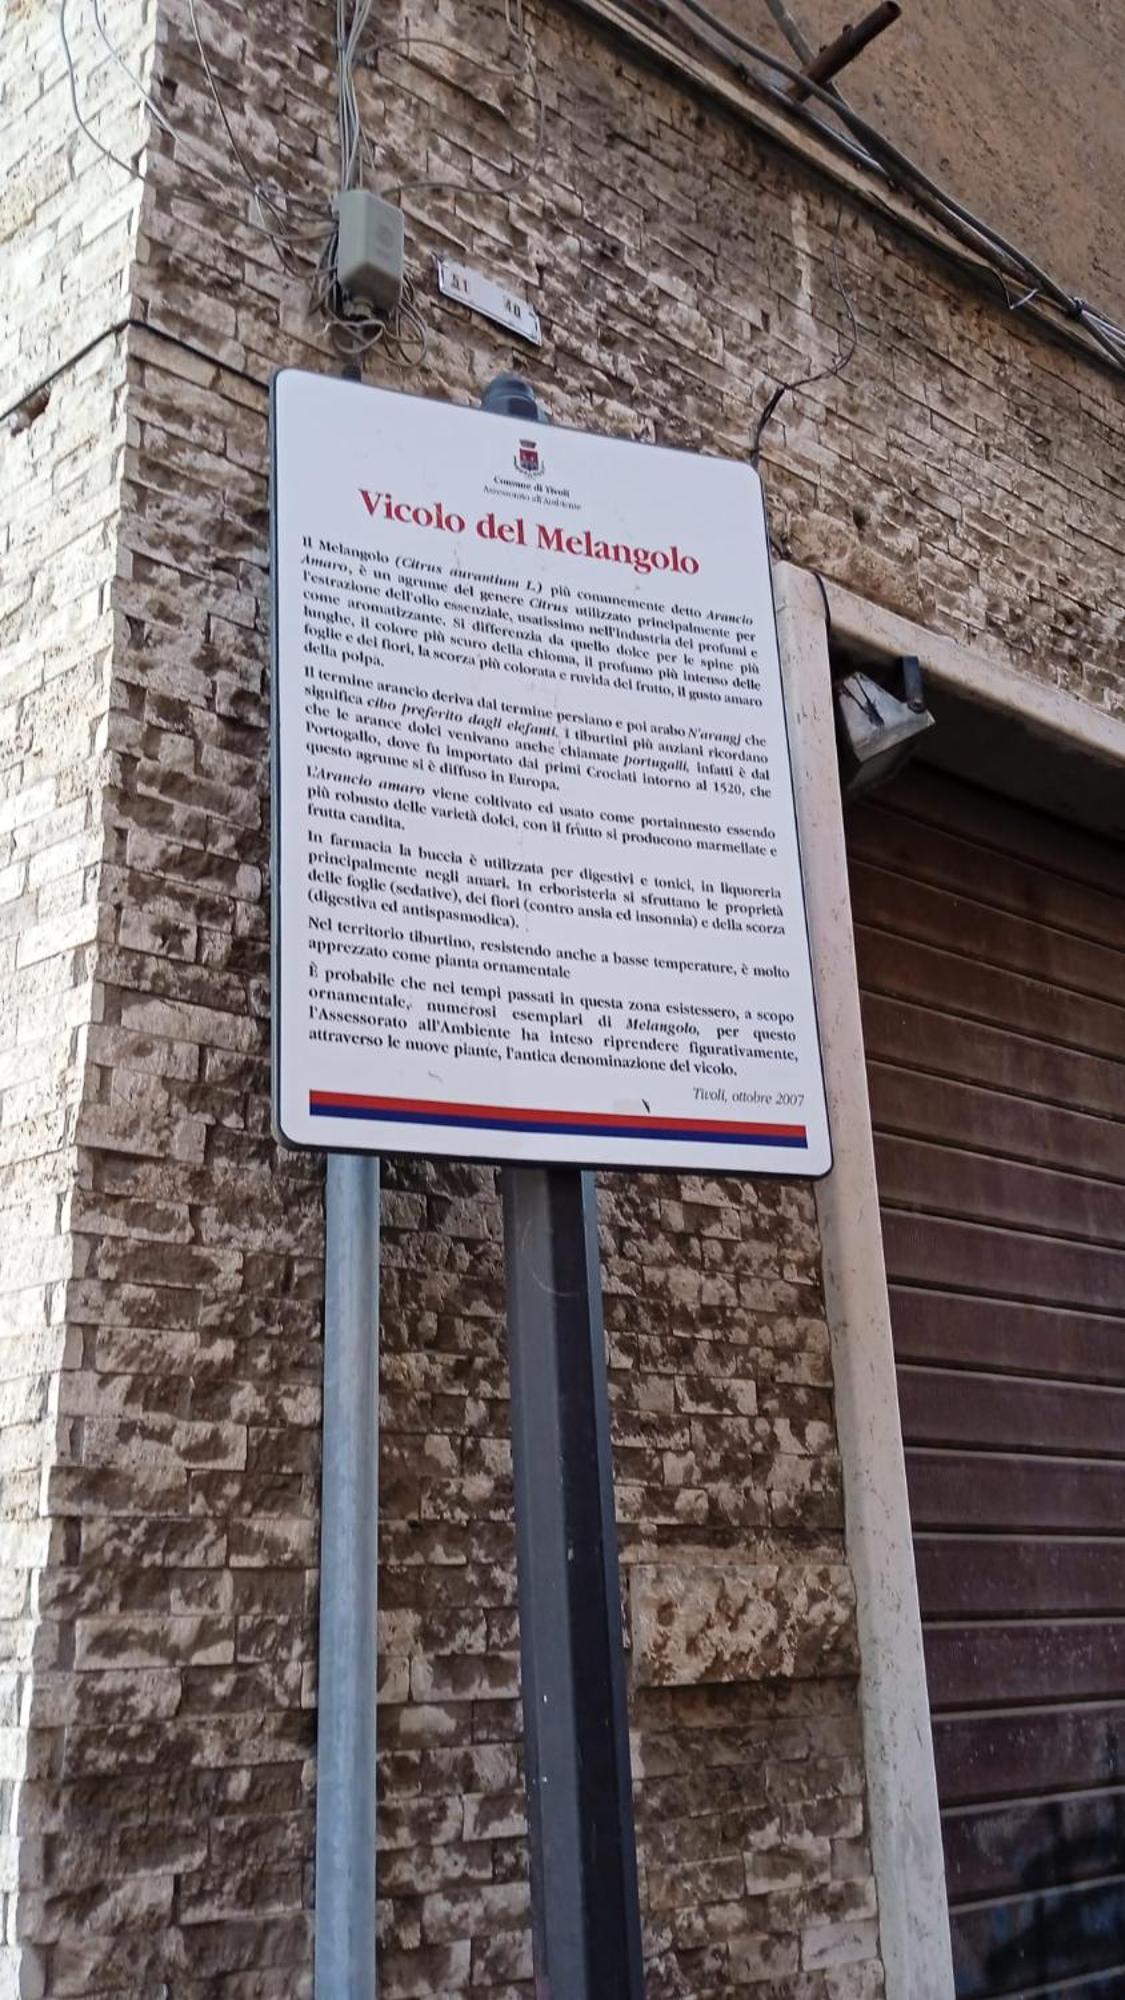 51 40
Comune di Tivoli
Assessorato all'Ambiente
Vicolo del Melangolo
Il Melangolo (Citrus aurantium L.) più comunemente detto Arancio
Amaro, è un agrume del genere Citrus utilizzato principalmente per
l'estrazione dell'olio essenziale, usatissimo nell'industria dei profumi e
come aromatizzante. Si differenzia da quello dolce per le spine più
lunghe, il colore più scuro della chioma, il profumo più intenso delle
foglie e dei fiori, la scorza più colorata e ruvida del frutto, il gusto amaro
della polpa.
Il termine arancio deriva dal termine persiano e poi arabo N'arangj che
significa cibo preferito dagli elefanti, i tiburtini più anziani ricordano
che le arance dolci venivano anche chiamate portugalli, infatti è dal
Portogallo, dove fu importato dai primi Crociati intorno al 1520, che
questo agrume si è diffuso in Europa.
L'Arancio amaro viene coltivato ed usato come portainnesto essendo
più robusto delle varietà dolci, con il frutto si producono marmellate e
frutta candita.
In farmacia la buccia è utilizzata per digestivi e tonici, in liquoreria
principalmente negli amari. In erboristeria si sfruttano le proprietà
delle foglie (sedative), dei fiori (contro ansia ed insonnia) e della scorza
(digestiva ed antispasmodica).
Nel territorio tiburtino, resistendo anche a basse temperature, è molto
apprezzato come pianta ornamentale
È probabile che nei tempi passati in questa zona esistessero, a scopo
ornamentale, numerosi esemplari di Melangolo, per questo
l'Assessorato all'Ambiente ha inteso riprendere figurativamente,
attraverso le nuove piante, l'antica denominazione del vicolo.
Tivoli, ottobre 2007